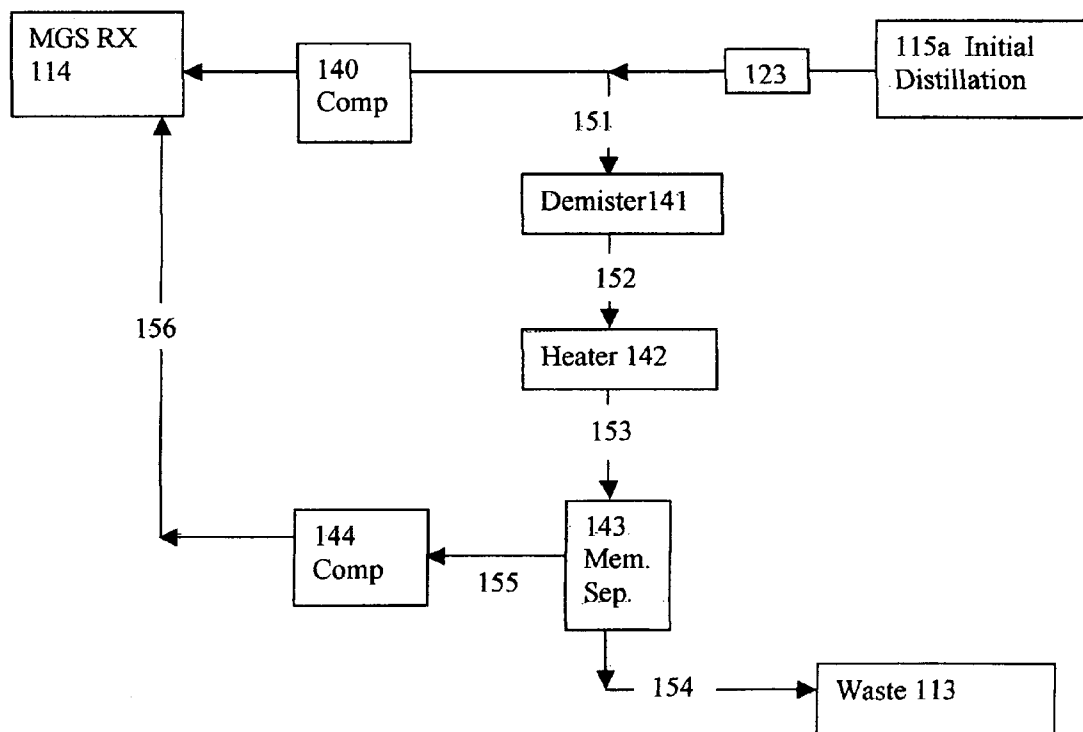 MGS RX
114
140
Comp
123
115a Initial
Distillation
151
Demister141
152
Heater 142
153
156
144
Comp
155
143
Mem.
Sep.
154
Waste 113